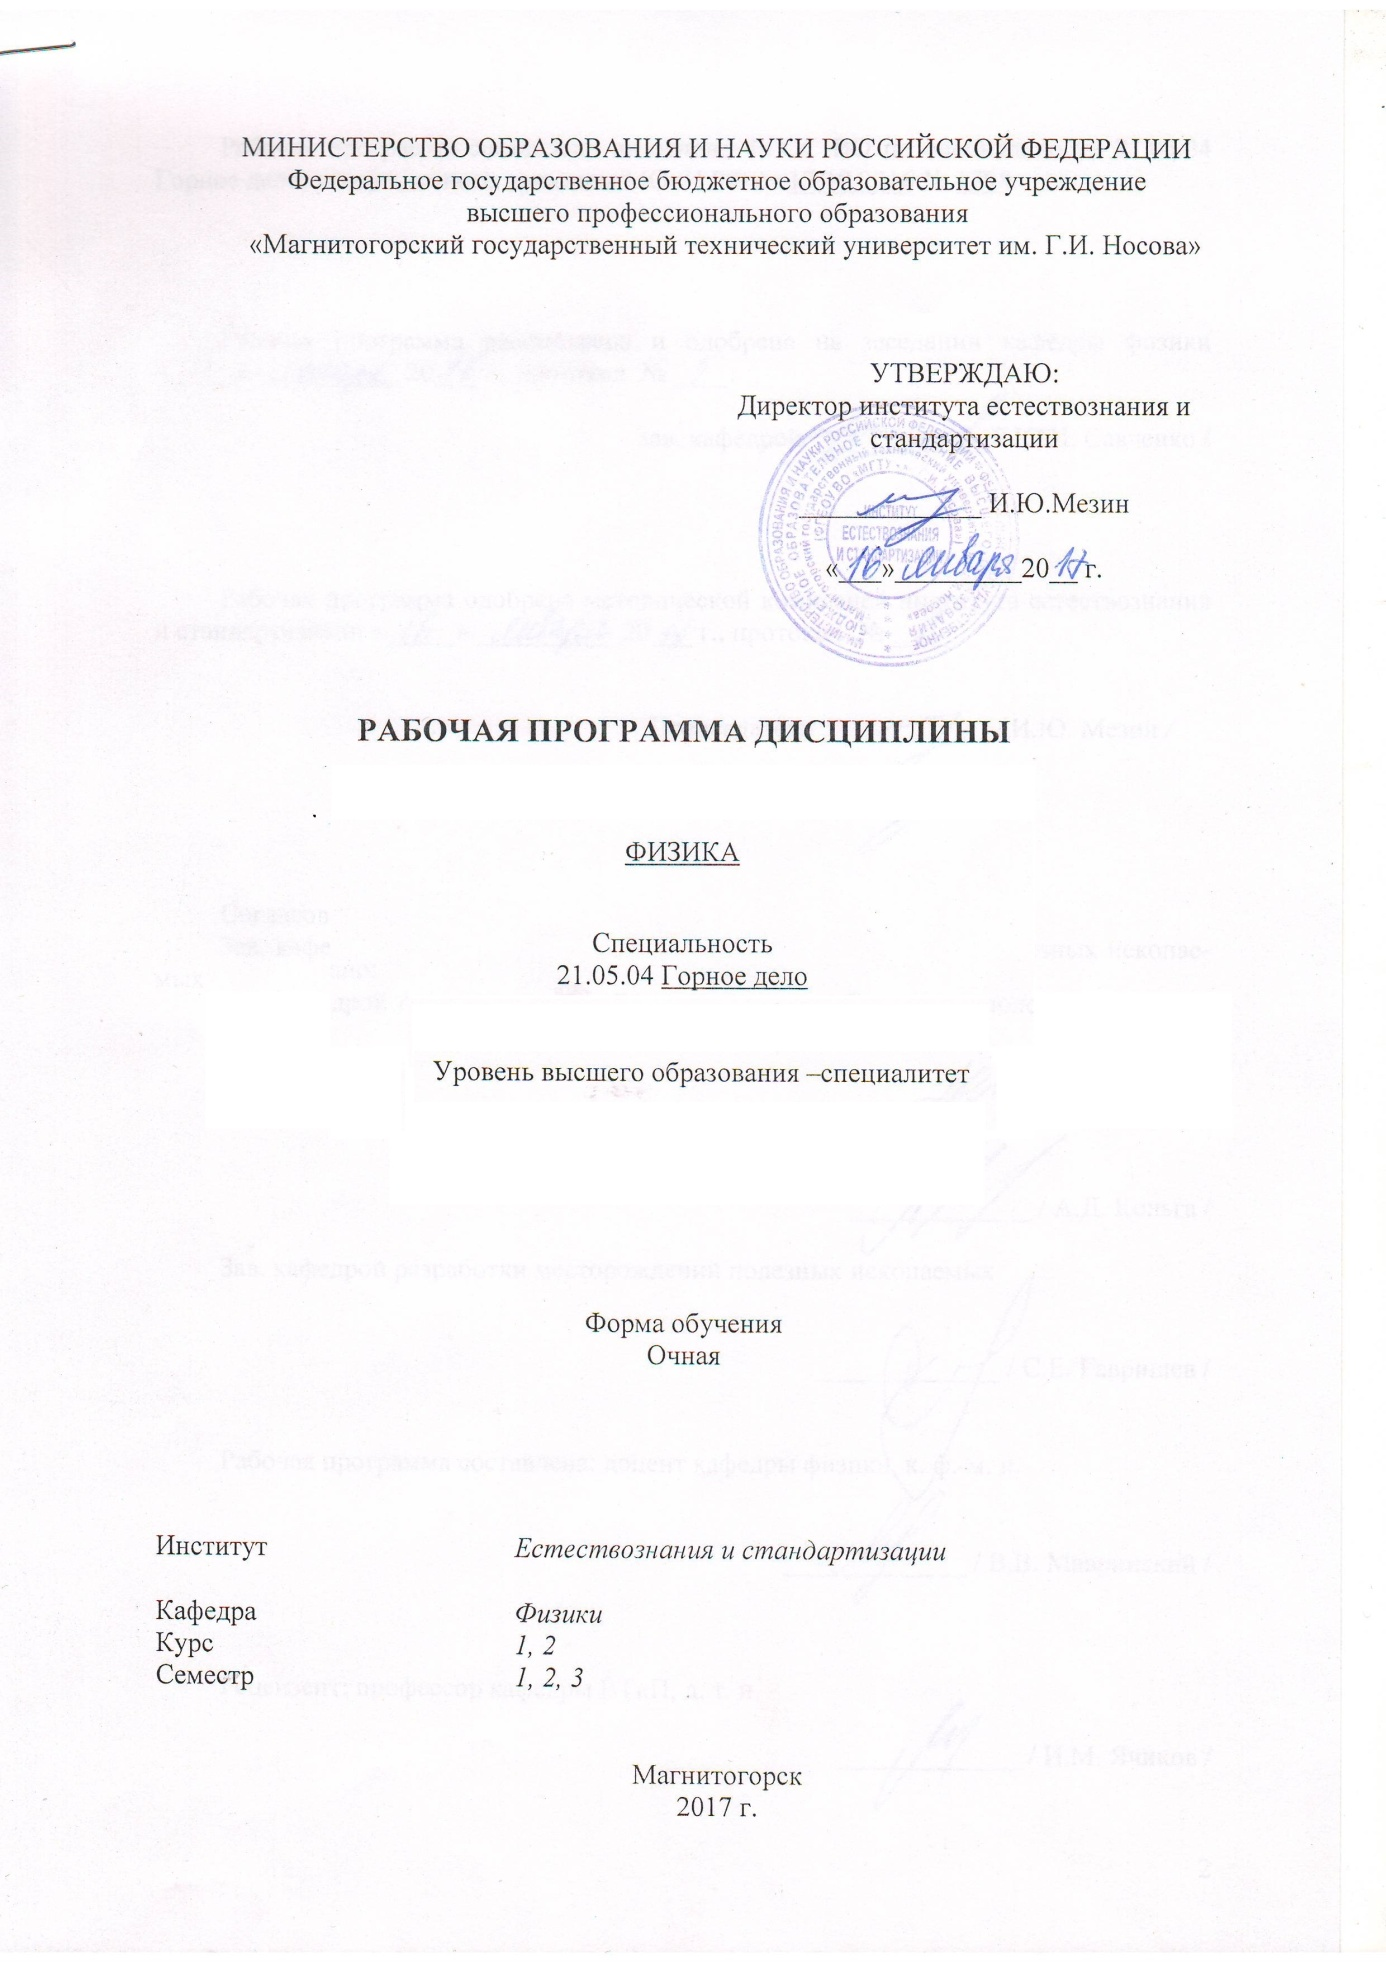 МИНИСТЕРСТВО ОБРАЗОВАНИЯ И НАУКИ РОССИЙСКОЙ ФЕДЕРАЦИИ
Федеральное государственное бюджетное образовательное учреждение
высшего профессионального образования
«Магнитогорский государственный технический университет им. Г.И. Носова»
УТВЕРЖДАЮ:
Директор института естествознания и
стандартизации
И.Ю.Мезин
«16» января 2017 г.
ИНСТИТУТ
ЕСТЕСТВОЗНАНИЯ
И СТАНДАРТИЗАЦИИ
РАБОЧАЯ ПРОГРАММА ДИСЦИПЛИНЫ
ФИЗИКА
Специальность
21.05.04 Горное дело
Уровень высшего образования –специалитет
Форма обучения
Очная
Институт Естествознания и стандартизации
Кафедра Физики
Курс 1, 2
Семестр 1, 2, 3
Магнитогорск
2017 г.